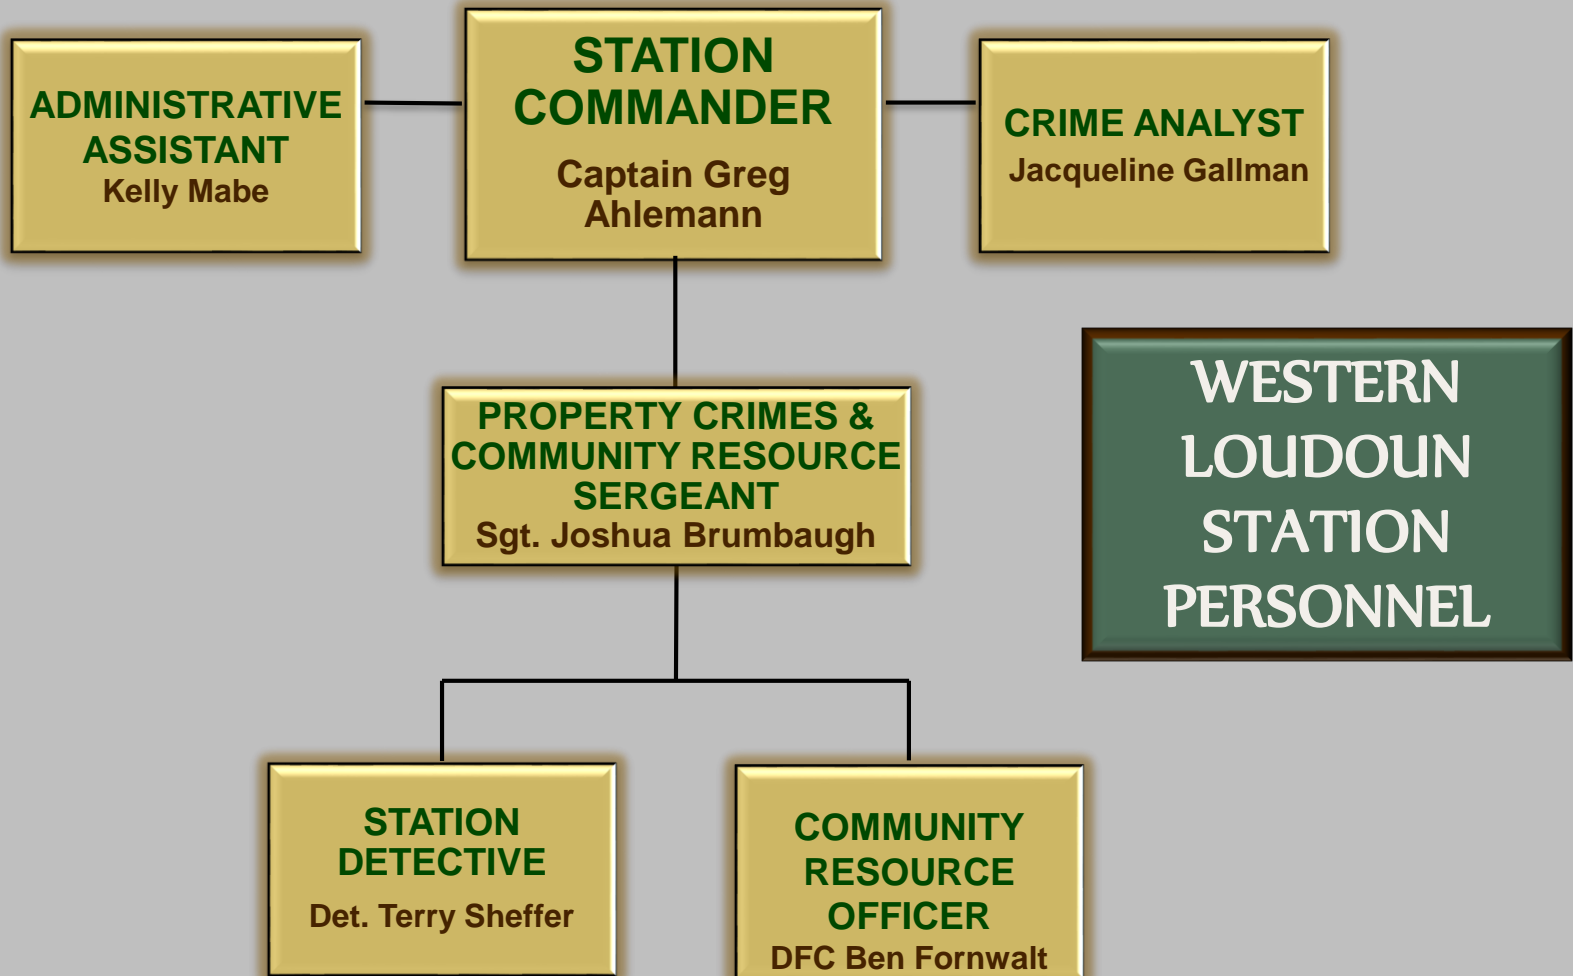 ADMINISTRATIVE
ASSISTANT
Kelly Mabe
STATION
COMMANDER
Captain Greg
Ahlemann
CRIME ANALYST
Jacqueline Gallman
WESTERN
LOUDOUN
STATION
PERSONNEL
PROPERTY CRIMES &
COMMUNITY RESOURCE
SERGEANT
Sgt. Joshua Brumbaugh
STATION
DETECTIVE
Det. Terry Sheffer
COMMUNITY
RESOURCE
OFFICER
DFC Ben Fornwalt